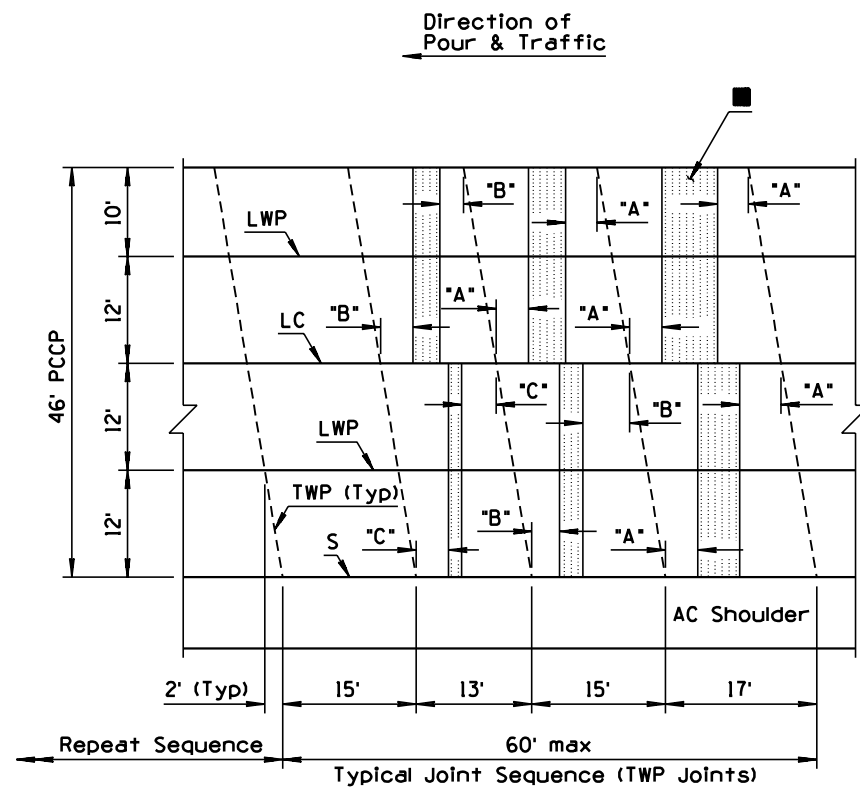 Direction of
Pour & Traffic
■
"B"
"A"
"A"
10'
LWP
12'
"B"
"A"
"A"
LC
46' PCCP
"C"
"B"
"A"
12'
LWP
TWP (Typ)
12'
S
"C"
"B"
"A"
AC Shoulder
2' (Typ)
15'
13'
15'
17'
Repeat Sequence
60' max
Typical Joint Sequence (TWP Joints)